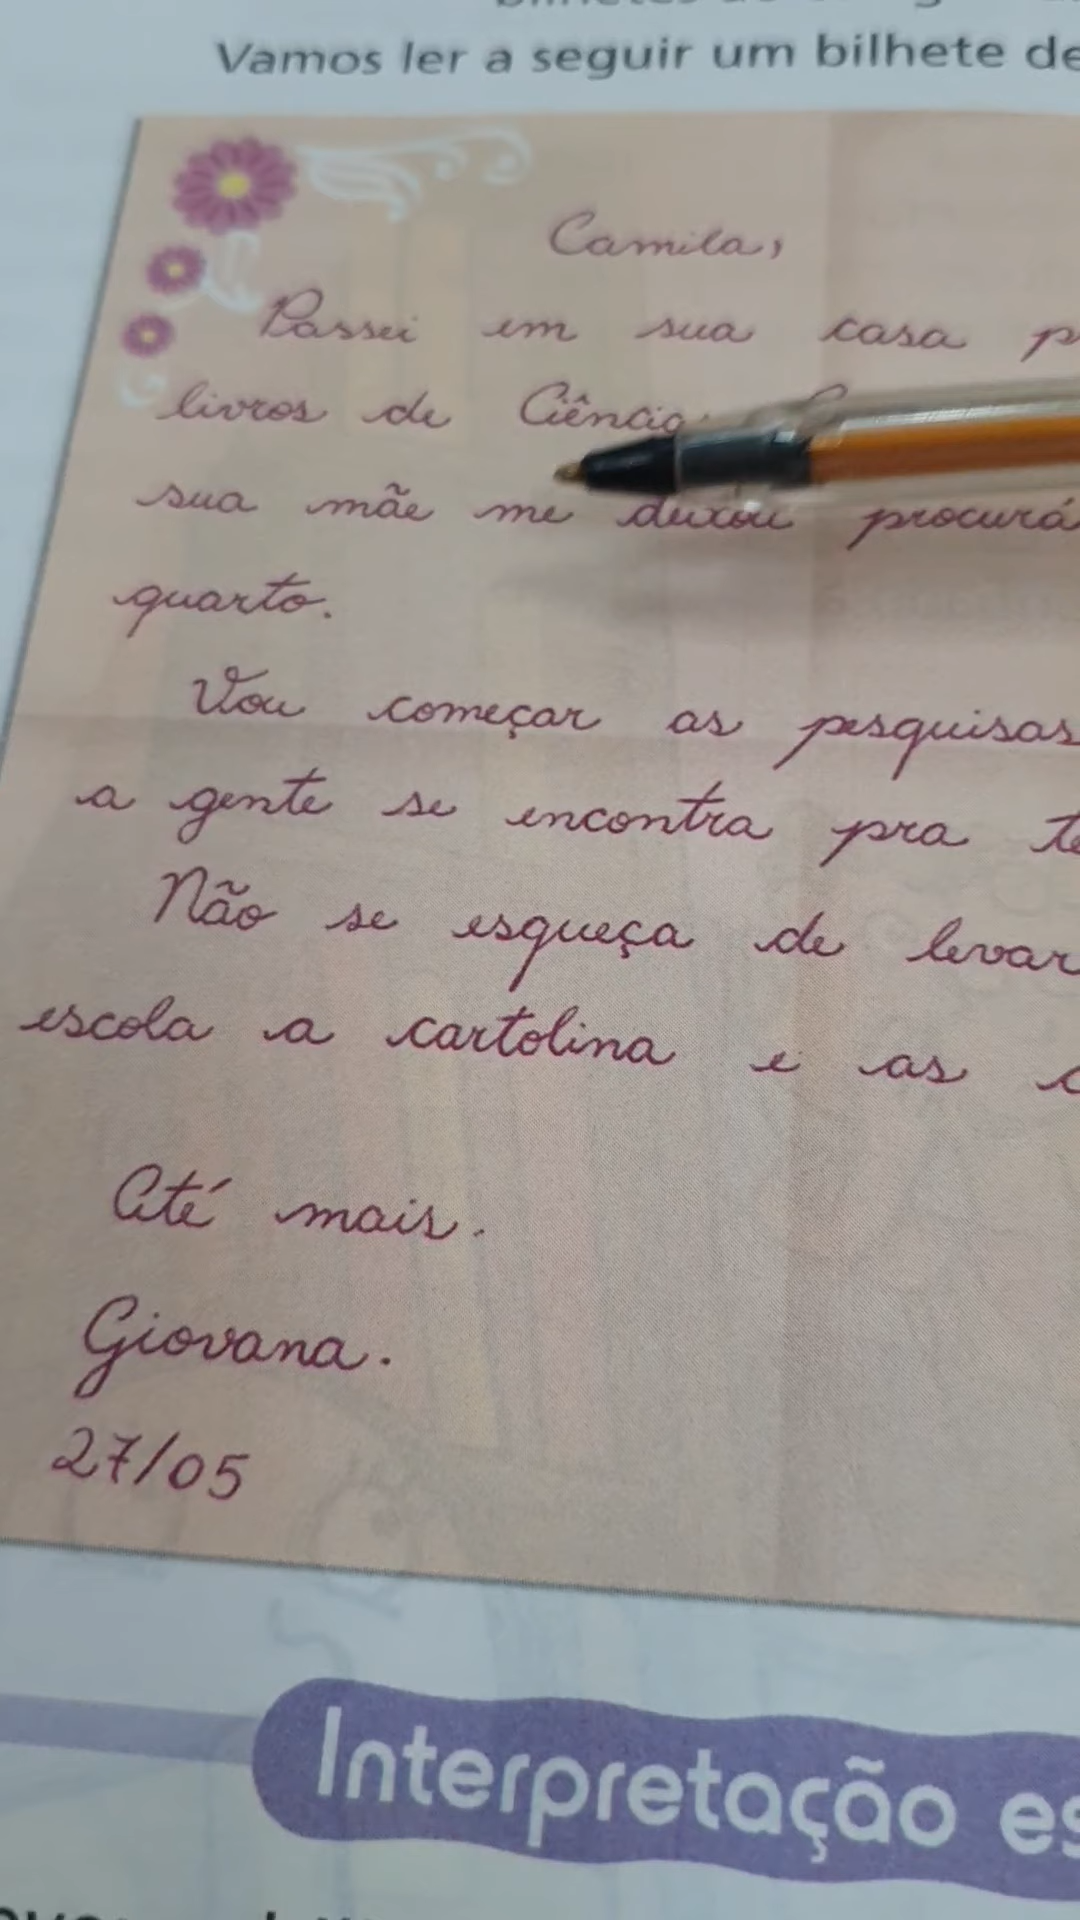 Vamos ler a seguir um bilhete de
Camila,
Passei em sua casa p
livros de
sua mãe me deixou procurá
quarto.
Vou começar as pesquisas
a gente se encontra pra te
Não se esqueça de levar
escola a cartolina e as c
Até mais.
Giovana.
27/05
Interpretação es